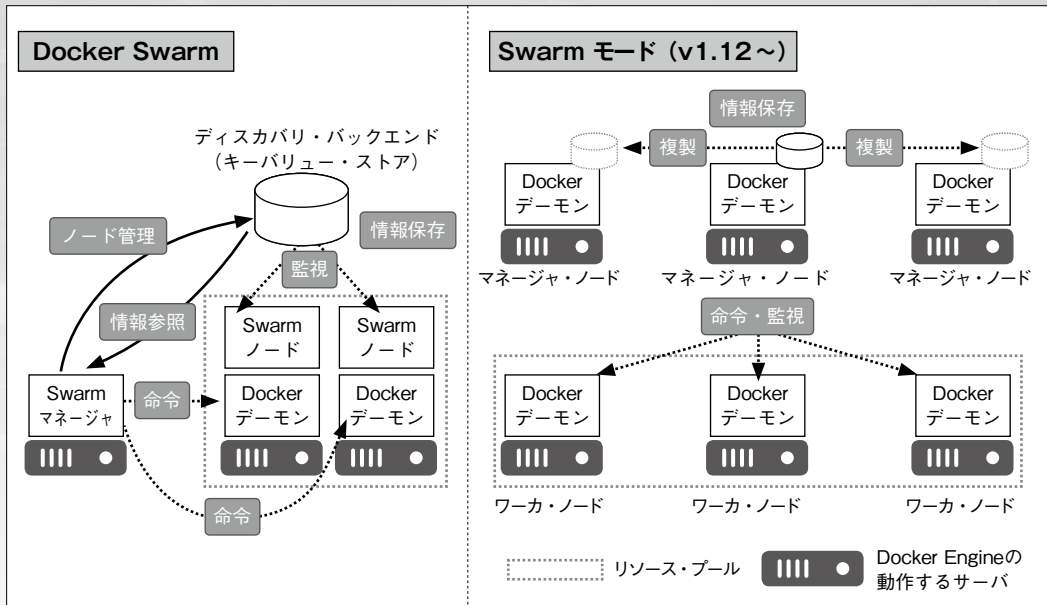 Docker Swarm
ディスカバリ・バックエンド
（キーバリュー・ストア）
ノード管理
情報保存
監視
情報参照
Swarm
ノード
Swarm
ノード
Swarm
マネージャ
命令
Docker
デーモン
Docker
デーモン
命令
Swarm モード（v1.12～）
情報保存
複製
複製
Docker
デーモン
Docker
デーモン
Docker
デーモン
マネージャ・ノード
マネージャ・ノード
マネージャ・ノード
命令・監視
Docker
デーモン
Docker
デーモン
Docker
デーモン
ワーカ・ノード
ワーカ・ノード
ワーカ・ノード
リソース・プール
Docker Engineの
動作するサーバ